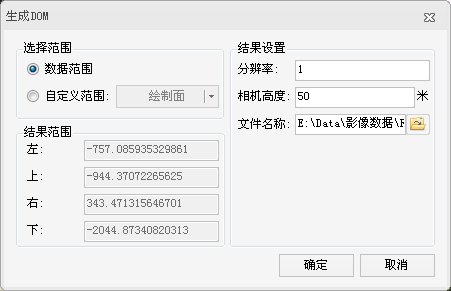 生成DOM
选择范围
数据范围
自定义范围:
绘制面
结果范围
左:
-757.085935329861
上:
-944.37072265625
右:
343.471315646701
下:
-2044.87340820313
结果设置
分辨率:
1
相机高度:
50
米
文件名称:
E:\Data\影像数据\
确定
取消